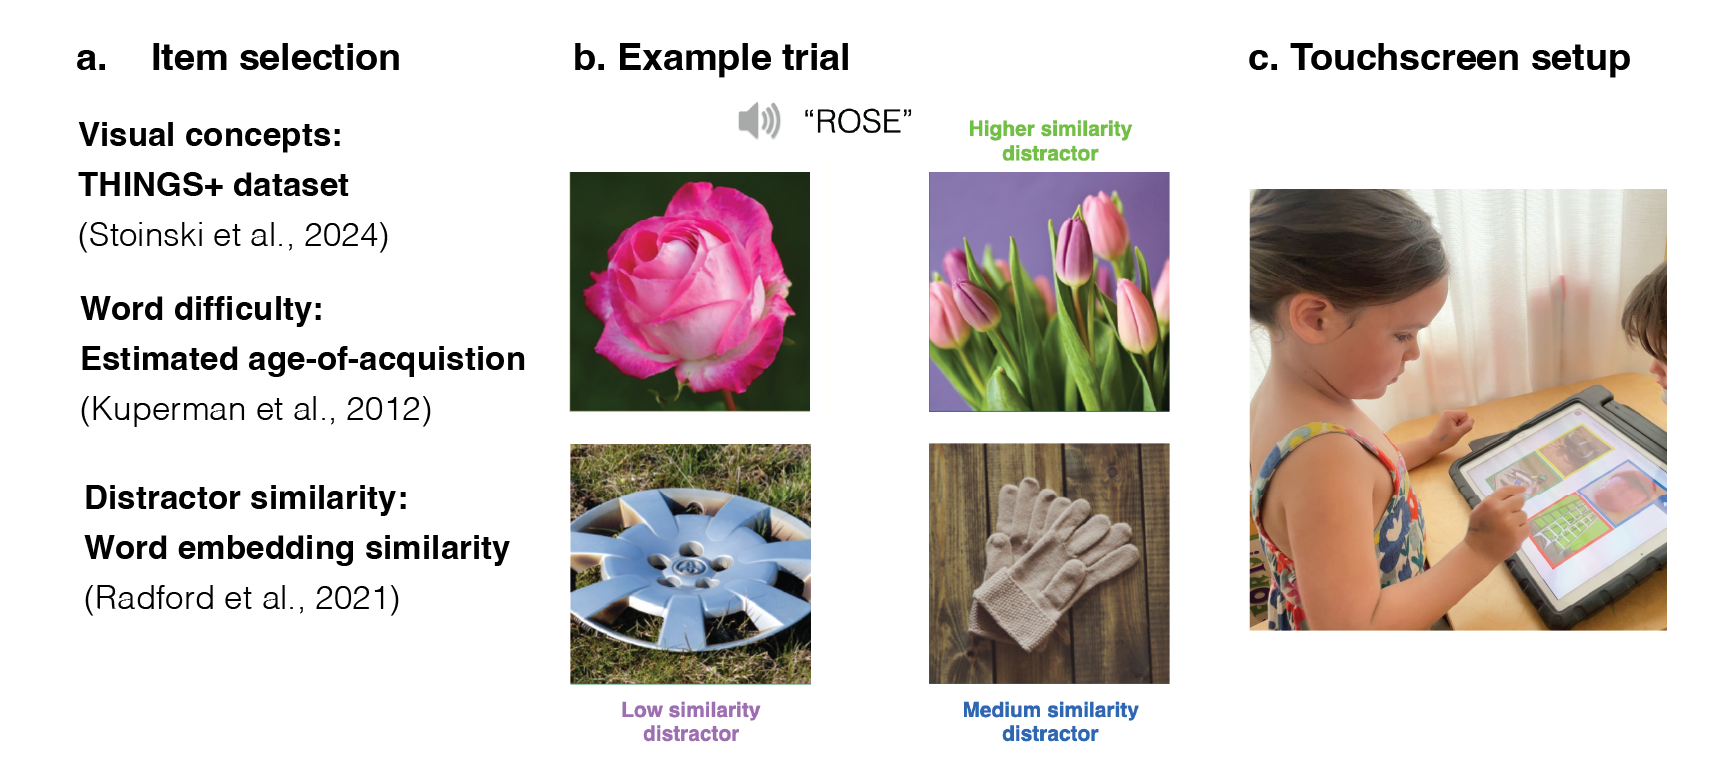 a. Item selection
Visual concepts:
THINGS+ dataset
(Stoinski et al., 2024)
Word difficulty:
Estimated age-of-acquistion
(Kuperman et al., 2012)
Distractor similarity:
Word embedding similarity
(Radford et al., 2021)
b. Example trial
“ROSE”
Higher similarity
distractor
Low similarity
distractor
Medium similarity
distractor
c. Touchscreen setup